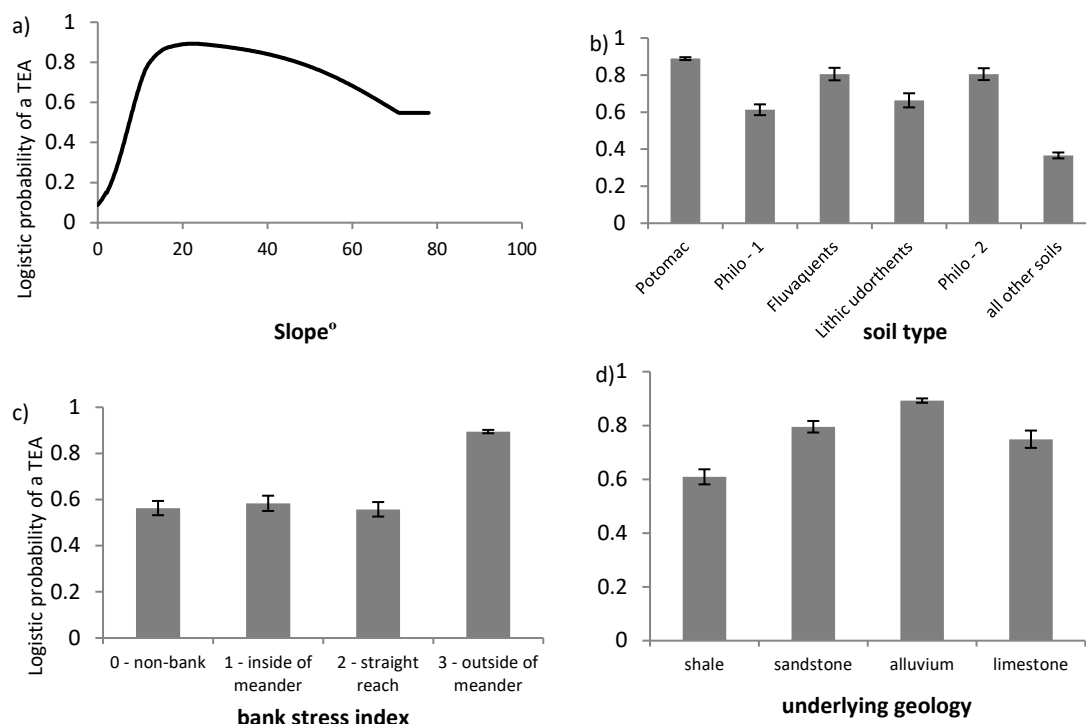 a)
Logistic probability of a TEA
1
0.8
0.6
0.4
0.2
0
0
20
40
60
80
100
Slope⁰
b)
1
0.8
0.6
0.4
0.2
0
Potomac
Philo - 1
Fluvaquents
Lithic udorthents
Philo - 2
all other soils
soil type
c)
Logistic probability of a TEA
1
0.8
0.6
0.4
0.2
0
0 - non-bank
1 - inside of
meander
2 - straight
reach
3 - outside of
meander
bank stress index
d)
1
0.8
0.6
0.4
0.2
0
shale
sandstone
alluvium
limestone
underlying geology